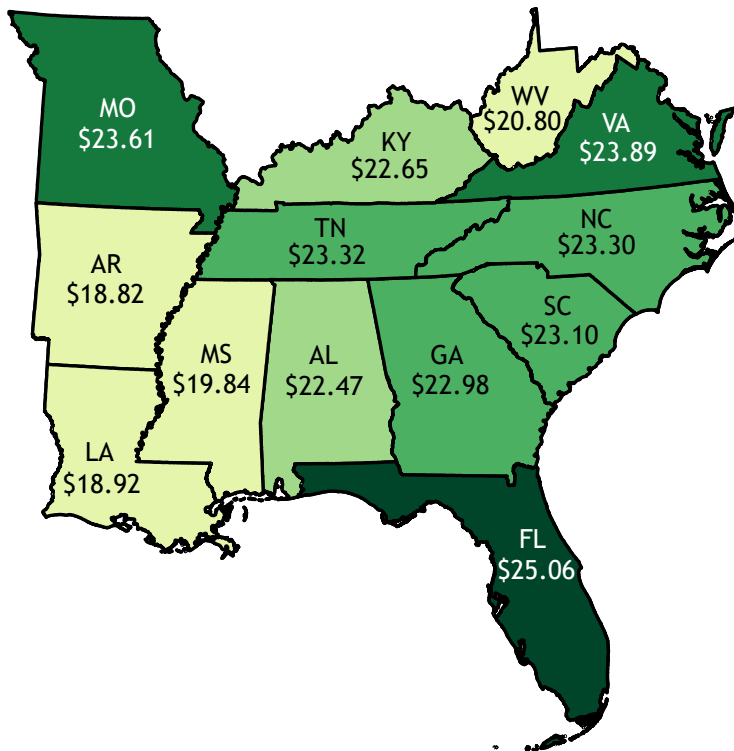 MO
$23.61
WV
$20.80
VA
$23.89
KY
$22.65
TN
$23.32
NC
$23.30
AR
$18.82
SC
$23.10
MS
$19.84
AL
$22.47
GA
$22.98
LA
$18.92
FL
$25.06